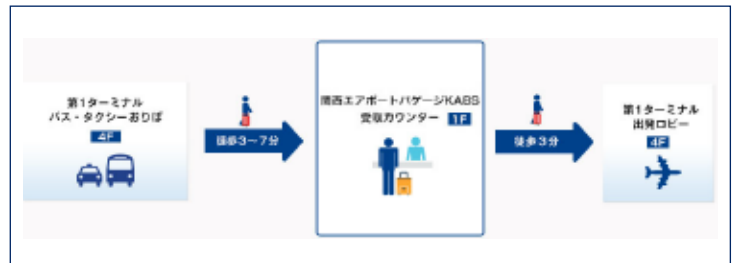 第1ターミナル
バス・タクシーおりば
4F
徒歩3～7分
関西エアポートバゲージKABS
受取カウンター 1F
徒歩3分
第1ターミナル
出発ロビー
4F